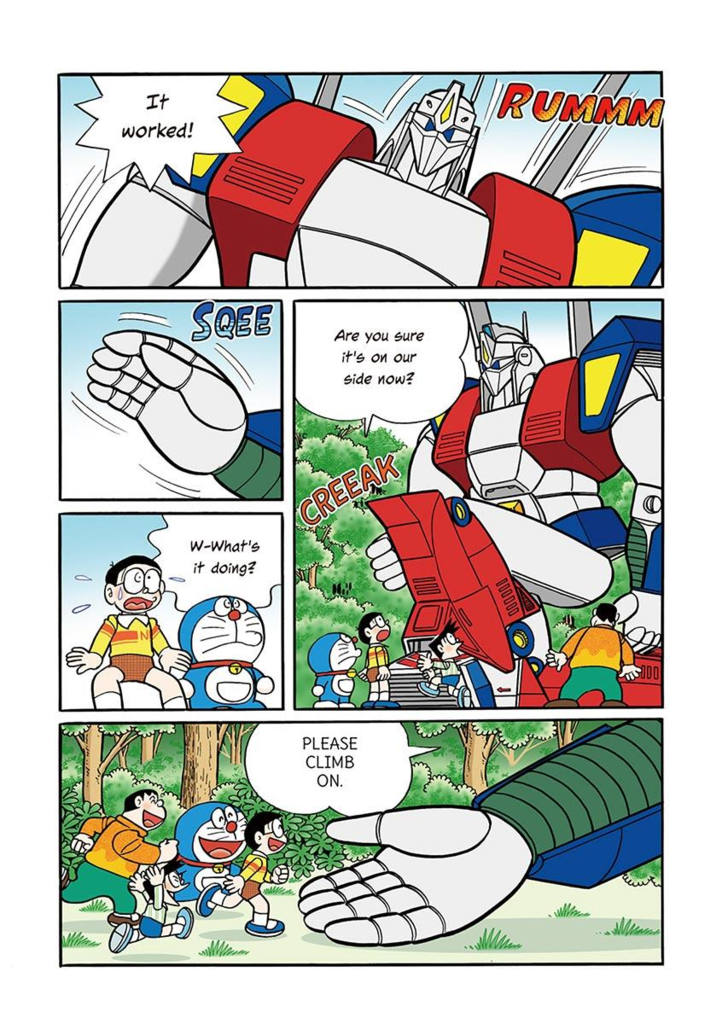 It
worked!
RUMMM
SQEE
Are you sure
it's on our
side now?
CREEAK
W-What's
it doing?
N
PLEASE
CLIMB
ON.